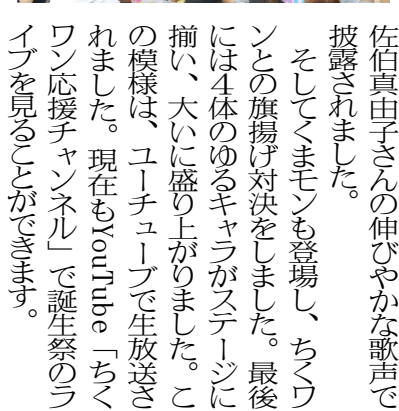 佐伯真由子さんの伸びやかな歌声で
披露されました。
そしてくまモンも登場し、ちくワ
ンとの旗揚げ対決をしました。最後
には４体のゆるキャラがステージに
揃い、大いに盛り上がりました。こ
の模様は、ユーチューブで生放送さ
れました。現在もYouTube「ちく
ワン応援チャンネル」で誕生祭のラ
イブを見ることができます。